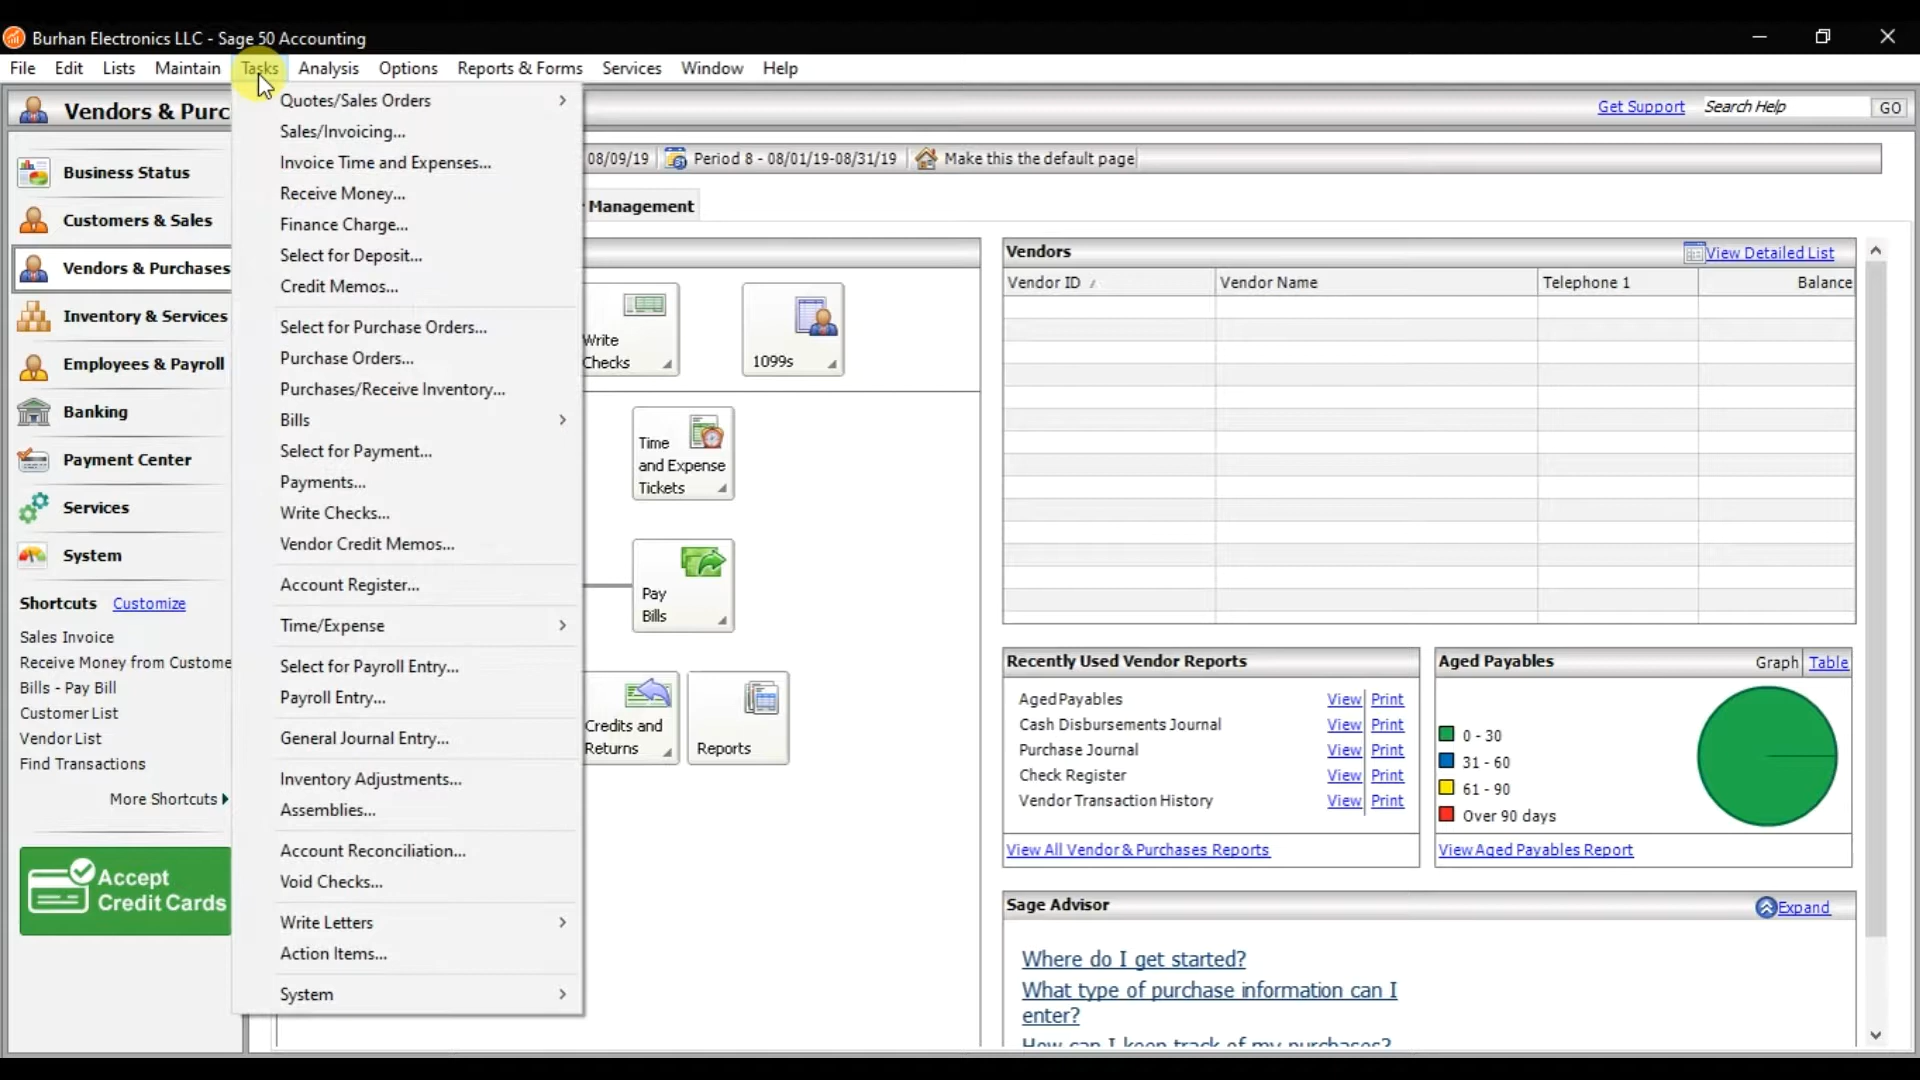 Burhan Electronics LLC - Sage 50 Accounting
File Edit Lists Maintain Tasks Analysis Options Reports & Forms Services Window Help
Vendors & Purc
Get Support Search Help GO
08/09/19 Period 8 - 08/01/19-08/31/19 Make this the default page
Management
Business Status
Customers & Sales
Vendors & Purchases
Inventory & Services
Employees & Payroll
Banking
Payment Center
Services
System
Shortcuts Customize
Sales Invoice
Receive Money from Custome
Bills - Pay Bill
Customer List
Vendor List
Find Transactions
More Shortcuts
Accept
Credit Cards
Quotes/Sales Orders
Sales/Invoicing...
Invoice Time and Expenses...
Receive Money...
Finance Charge...
Select for Deposit...
Credit Memos...
Select for Purchase Orders...
Purchase Orders...
Purchases/Receive Inventory...
Bills
Select for Payment...
Payments...
Write Checks...
Vendor Credit Memos...
Account Register...
Time/Expense
Select for Payroll Entry...
Payroll Entry...
General Journal Entry...
Inventory Adjustments...
Assemblies...
Account Reconciliation...
Void Checks...
Write Letters
Action Items...
System
Write
Checks
1099s
Time
and Expense
Tickets
Pay
Bills
Credits and
Returns
Reports
Vendors View Detailed List
Vendor ID Vendor Name Telephone 1 Balance
Recently Used Vendor Reports
Aged Payables View Print
Cash Disbursements Journal View Print
Purchase Journal View Print
Check Register View Print
Vendor Transaction History View Print
View All Vendor & Purchases Reports
Aged Payables Graph Table
0 - 30
31 - 60
61 - 90
Over 90 days
View Aged Payables Report
Sage Advisor Expand
Where do I get started?
What type of purchase information can I
enter?
How can I keep track of my purchases?